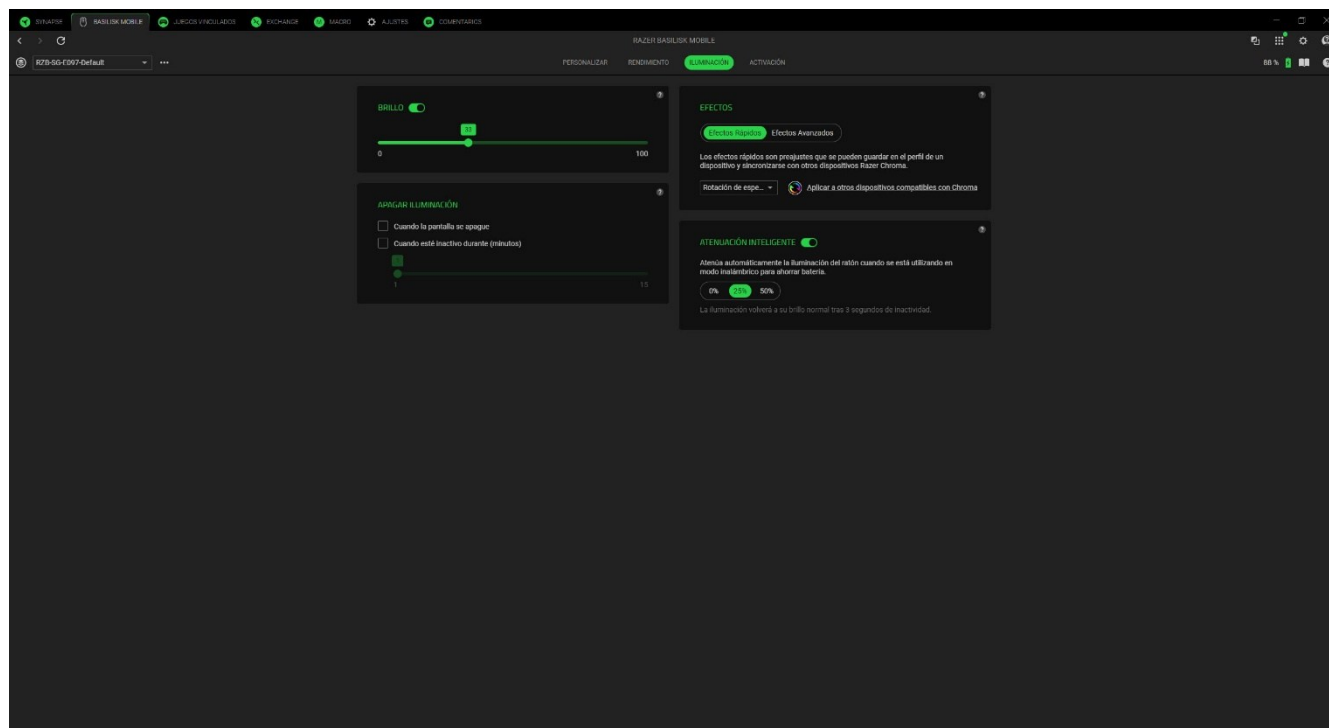 SYNAPSE BASILISK MOBILE JUEGOS VINCULADOS EXCHANGE MACRO AJUSTES COMENTARIOS
RAZER BASILISK MOBILE
RZB-SG-E097-Default
PERSONALIZAR RENDIMIENTO ILUMINACIÓN ACTIVACIÓN
88 %
BRILLO
33
0 100
APAGAR ILUMINACIÓN
Cuando la pantalla se apague
Cuando esté inactivo durante (minutos)
1 15
EFECTOS
Efectos Rápidos Efectos Avanzados
Los efectos rápidos son preajustes que se pueden guardar en el perfil de un
dispositivo y sincronizarse con otros dispositivos Razer Chroma.
Rotación de espe... Aplicar a otros dispositivos compatibles con Chroma
ATENUACIÓN INTELIGENTE
Atenúa automáticamente la iluminación del ratón cuando se está utilizando en
modo inalámbrico para ahorrar batería.
0% 25% 50%
La iluminación volverá a su brillo normal tras 3 segundos de inactividad.